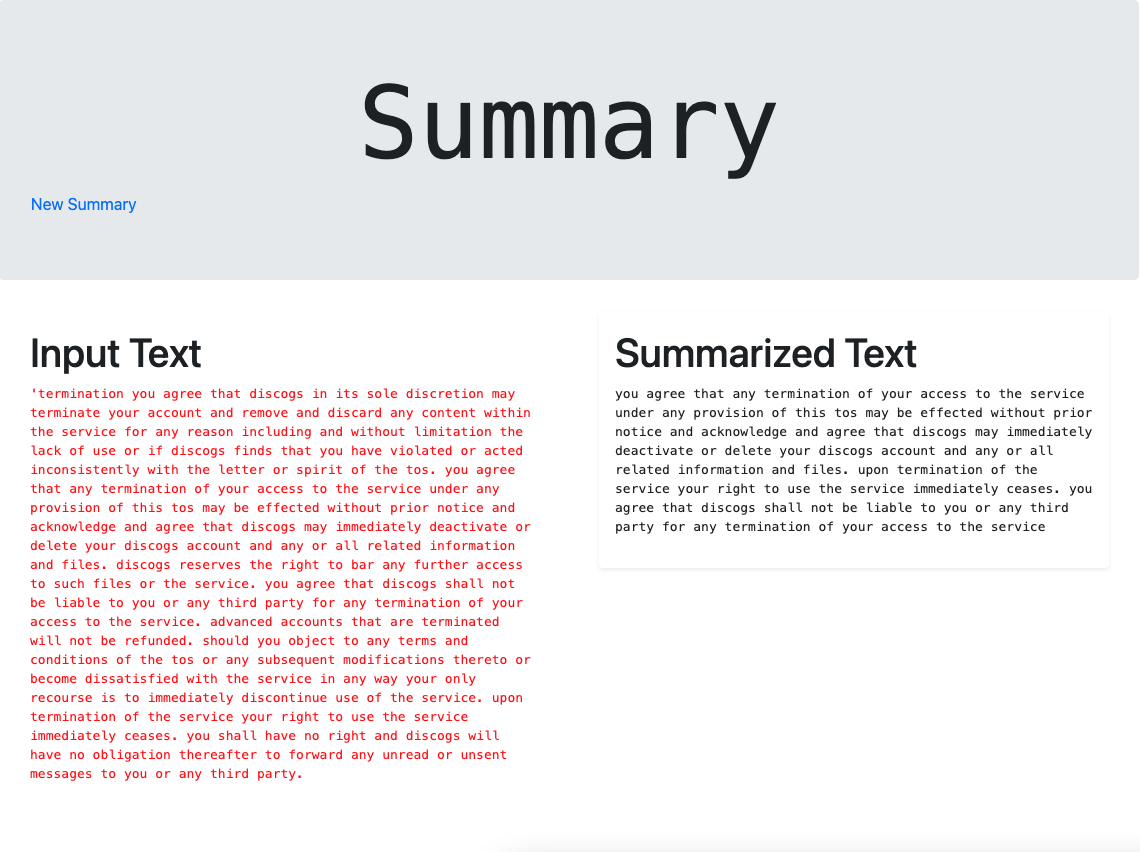 Summary
New Summary
Input Text
'termination you agree that discogs in its sole discretion may
terminate your account and remove and discard any content within
the service for any reason including and without limitation the
lack of use or if discogs finds that you have violated or acted
inconsistently with the letter or spirit of the tos. you agree
that any termination of your access to the service under any
provision of this tos may be effected without prior notice and
acknowledge and agree that discogs may immediately deactivate or
delete your discogs account and any or all related information
and files. discogs reserves the right to bar any further access
to such files or the service. you agree that discogs shall not
be liable to you or any third party for any termination of your
access to the service. advanced accounts that are terminated
will not be refunded. should you object to any terms and
conditions of the tos or any subsequent modifications thereto or
become dissatisfied with the service in any way your only
recourse is to immediately discontinue use of the service. upon
termination of the service your right to use the service
immediately ceases. you shall have no right and discogs will
have no obligation thereafter to forward any unread or unsent
messages to you or any third party.
Summarized Text
you agree that any termination of your access to the service
under any provision of this tos may be effected without prior
notice and acknowledge and agree that discogs may immediately
deactivate or delete your discogs account and any or all
related information and files. upon termination of the
service your right to use the service immediately ceases. you
agree that discogs shall not be liable to you or any third
party for any termination of your access to the service